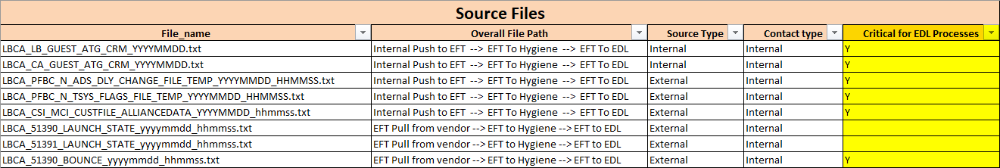 Source Files
File_name Overall File Path Source Type Contact type Critical for EDL Processes
LBCA_LB_GUEST_ATG_CRM_YYYYMMDD.txt Internal Push to EFT --> EFT To Hygiene --> EFT To EDL Internal Internal Y
LBCA_CA_GUEST_ATG_CRM_YYYYMMDD.txt Internal Push to EFT --> EFT To Hygiene --> EFT To EDL Internal Internal Y
LBCA_PFBC_N_ADS_DLY_CHANGE_FILE_TEMP_YYYYMMDD_HHMMSS.txt Internal Push to EFT --> EFT To Hygiene --> EFT To EDL External Internal Y
LBCA_PFBC_N_TSYS_FLAGS_FILE_TEMP_YYYYMMDD_HHMMSS.txt Internal Push to EFT --> EFT To Hygiene --> EFT To EDL External Internal Y
LBCA_CSI_MCI_CUSTFILE_ALLIANCEDATA_YYYYMMDD_hhmmss.txt Internal Push to EFT --> EFT To Hygiene --> EFT To EDL External Internal Y
LBCA_51390_LAUNCH_STATE_yyyymmdd_hhmmss.txt EFT Pull from vendor --> EFT to Hygiene --> EFT to EDL External Internal
LBCA_51391_LAUNCH_STATE_yyyymmdd_hhmmss.txt EFT Pull from vendor --> EFT to Hygiene --> EFT to EDL External Internal
LBCA_51390_BOUNCE_yyyymmdd_hhmmss.txt EFT Pull from vendor --> EFT to Hygiene --> EFT to EDL External Internal Y